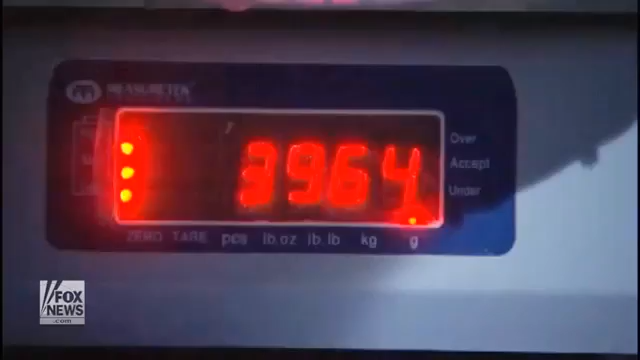 MEASURETEK
3964
Over
Accept
Under
ZERO TARE pcs lb.oz lb.lb kg g
FOX
NEWS
.com